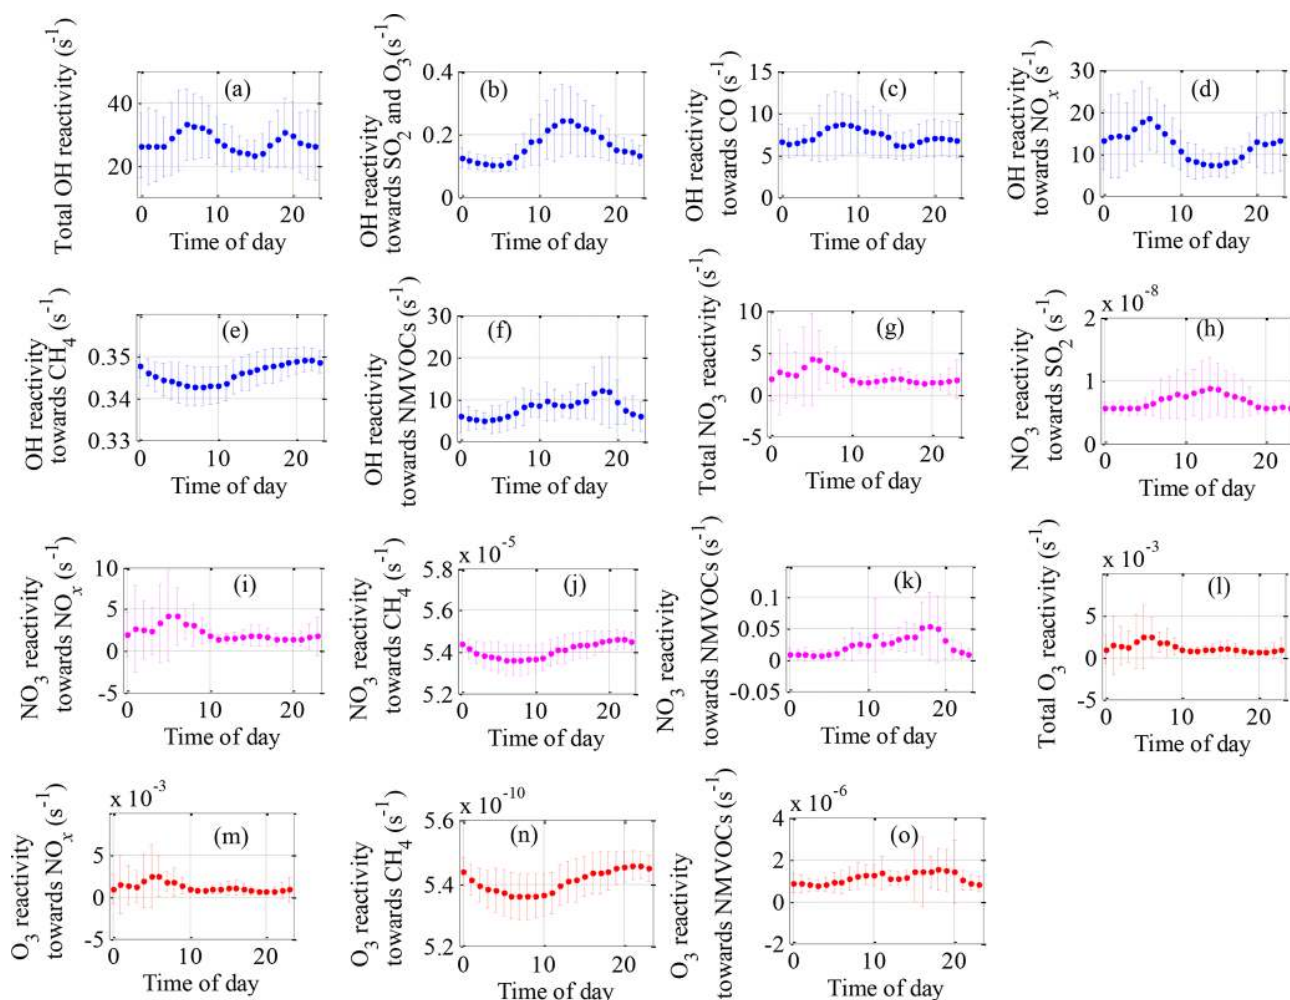 Total OH reactivity (s⁻¹)
(a)
40
20
0 10 20
Time of day
OH reactivity
towards SO₂ and O₃(s⁻¹)
(b)
0.4
0.2
0
0 10 20
Time of day
OH reactivity
towards CO (s⁻¹)
(c)
15
10
5
0
0 10 20
Time of day
OH reactivity
towards NOₓ(s⁻¹)
(d)
30
20
10
0
0 10 20
Time of day
OH reactivity
towards CH₄ (s⁻¹)
(e)
0.35
0.34
0.33
0 10 20
Time of day
OH reactivity
towards NMVOCs (s⁻¹)
(f)
30
20
10
0
0 10 20
Time of day
Total NO₃ reactivity (s⁻¹)
(g)
10
5
0
-5
0 10 20
Time of day
NO₃ reactivity
towards SO₂ (s⁻¹)
x 10⁻⁸
(h)
2
1
0
0 10 20
Time of day
NO₃ reactivity
towards NOₓ (s⁻¹)
(i)
10
5
0
-5
0 10 20
Time of day
NO₃ reactivity
towards CH₄ (s⁻¹)
x 10⁻⁵
(j)
5.8
5.6
5.4
5.2
0 10 20
Time of day
NO₃ reactivity
towards NMVOCs (s⁻¹)
(k)
0.1
0.05
0
-0.05
0 10 20
Time of day
Total O₃ reactivity (s⁻¹)
x 10⁻³
(l)
5
0
-5
0 10 20
Time of day
O₃ reactivity
towards NOₓ (s⁻¹)
x 10⁻³
(m)
5
0
-5
0 10 20
Time of day
O₃ reactivity
towards CH₄ (s⁻¹)
x 10⁻¹⁰
(n)
5.6
5.4
5.2
0 10 20
Time of day
O₃ reactivity
towards NMVOCs (s⁻¹)
x 10⁻⁶
(o)
4
2
0
-2
0 10 20
Time of day